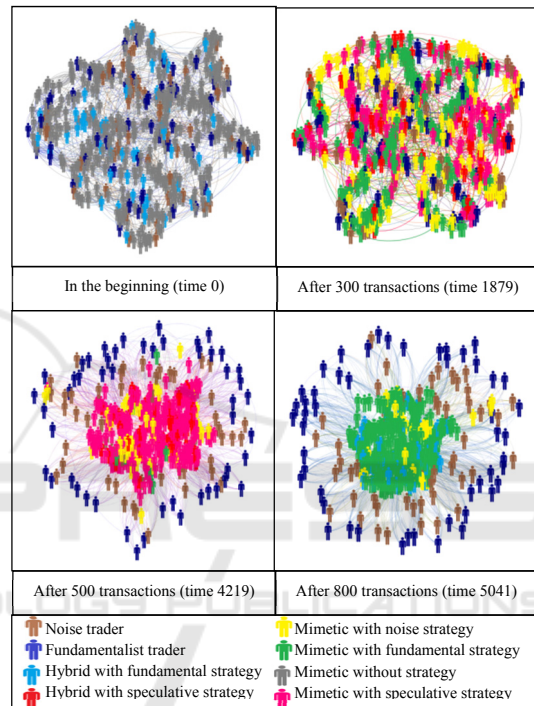 In the beginning (time 0)
After 300 transactions (time 1879)
After 500 transactions (time 4219)
After 800 transactions (time 5041)
Noise trader
Fundamentalist trader
Hybrid with fundamental strategy
Hybrid with speculative strategy
Mimetic with noise strategy
Mimetic with fundamental strategy
Mimetic without strategy
Mimetic with speculative strategy
PUBLICATIONS